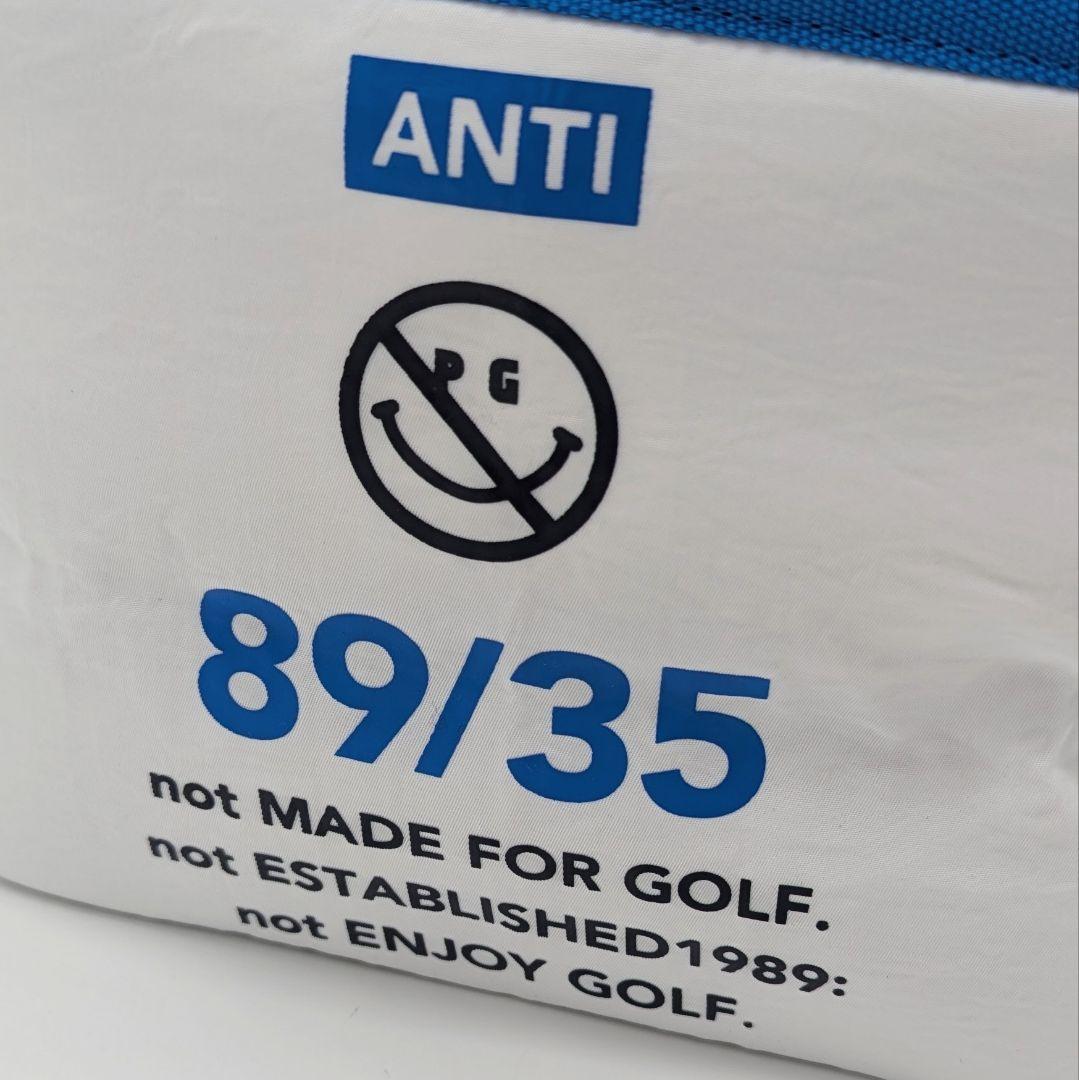 ANTI
P G
89/35
not MADE FOR GOLF.
not ESTABLISHED1989:
not ENJOY GOLF.